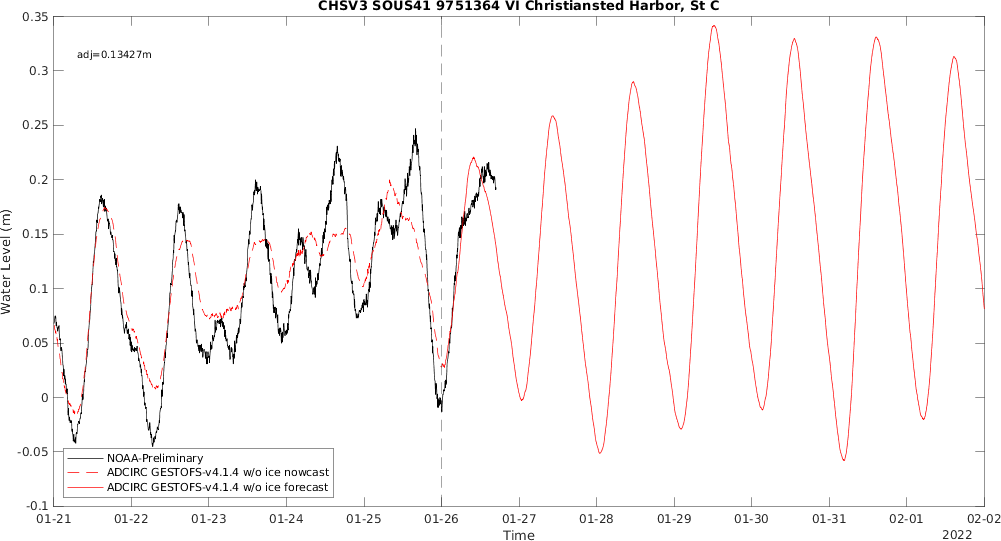 CHSV3 SOUS41 9751364 VI Christiansted Harbor, St C
adj=0.13427m
0.35
0.3
0.25
0.2
0.15
0.1
0.05
0
-0.05
-0.1
Water Level (m)
NOAA-Preliminary
ADCIRC GESTOFS-v4.1.4 w/o ice nowcast
ADCIRC GESTOFS-v4.1.4 w/o ice forecast
01-21 01-22 01-23 01-24 01-25 01-26 01-27 01-28 01-29 01-30 01-31 02-01 02-02
Time
2022